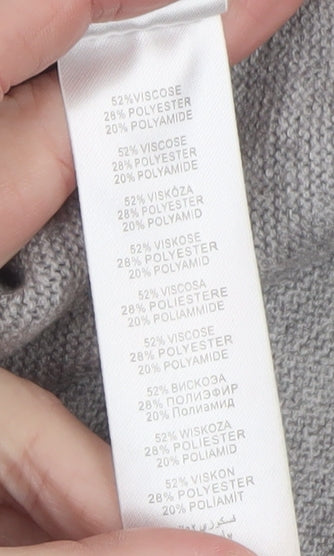 52%VISCOSE
28% POLYESTER
20% POLYAMIDE
52% VISCOSE
28% POLYESTER
20% POLYAMIDE
52% VISKÓZA
28% POLYESTER
20% POLYAMID
52% VISKOSE
28% POLYESTER
20% POLYAMID
52% VISCOSA
28% POLIESTERE
20% POLIAMMIDE
52% VISCOSE
28% POLYESTER
20% POLYAMIDE
52% ВИСКОЗА
28% ПОЛИЭФИР
20% Полиамид
52% WISKOZA
28% POLIESTER
20% POLIAMID
52% VISKON
28% POLYESTER
20% POLIAMIT